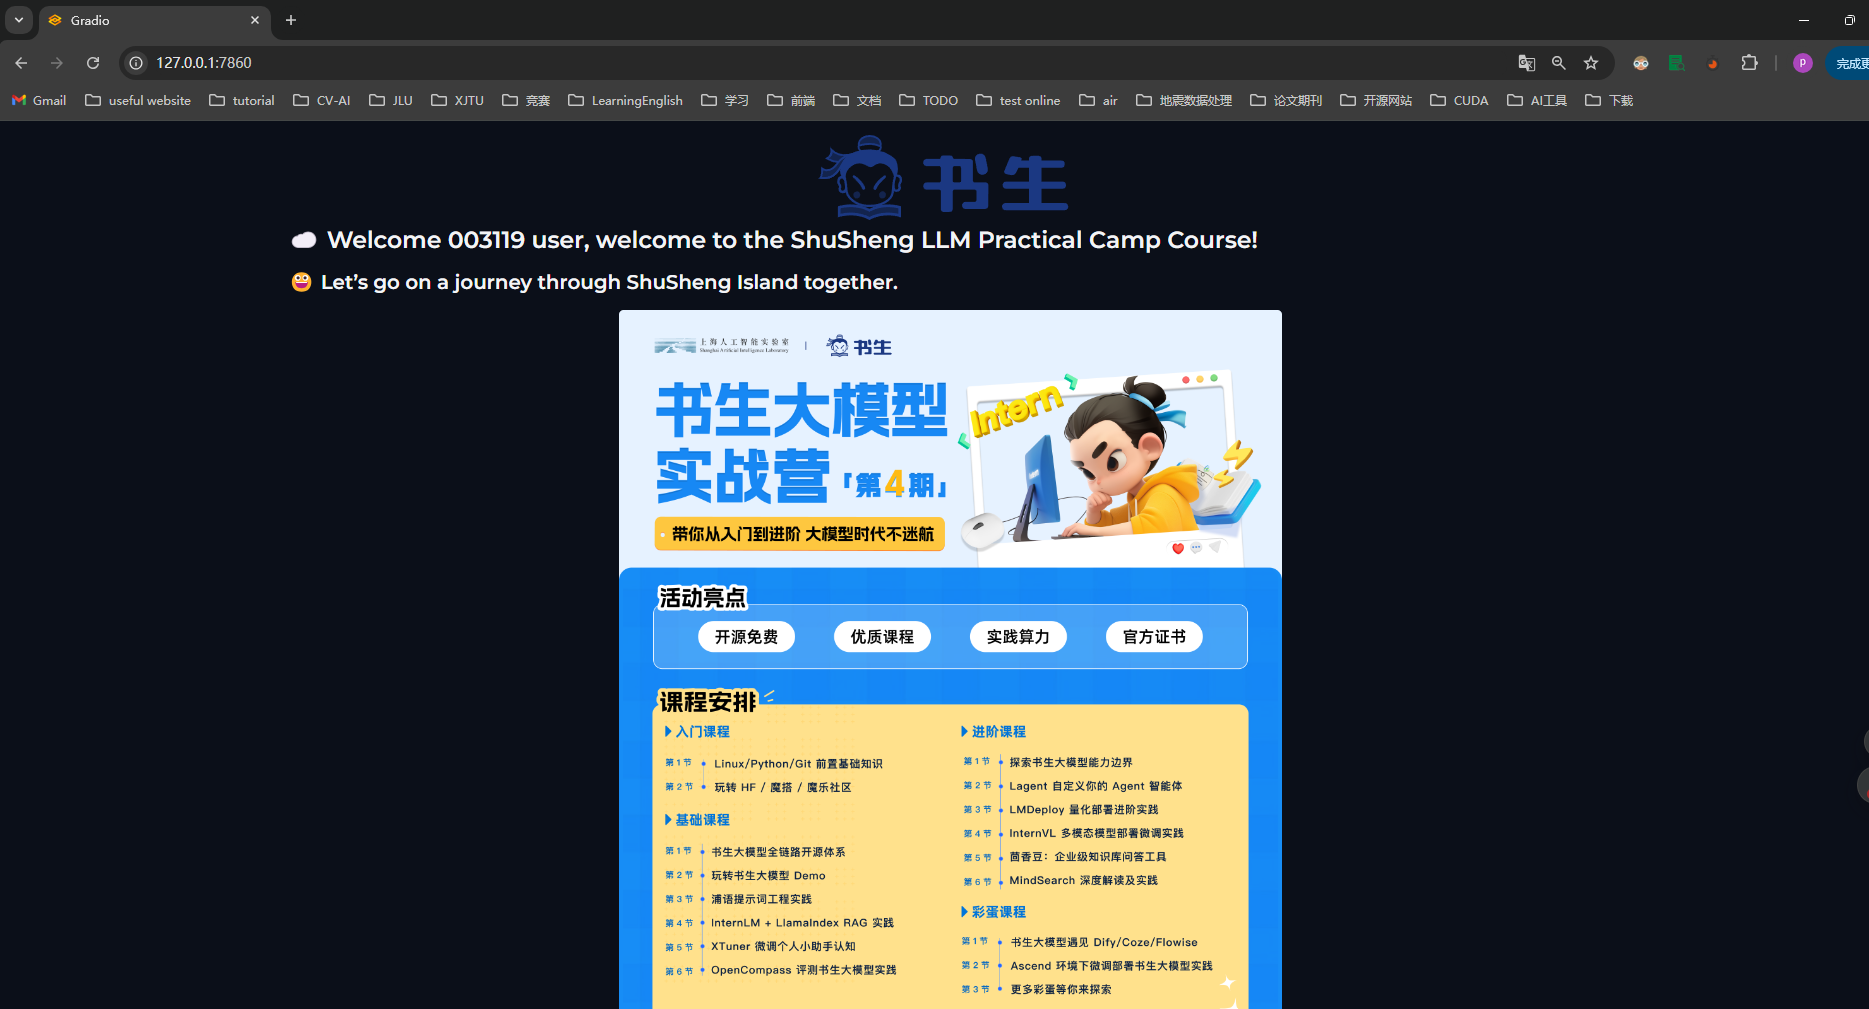 Gradio
127.0.0.1:7860
P
完成更
Gmail
useful website
tutorial
CV-AI
JLU
XJTU
竞赛
LearningEnglish
学习
前端
文档
TODO
test online
air
地震数据处理
论文期刊
开源网站
CUDA
AI工具
下载
书生
Welcome 003119 user, welcome to the ShuSheng LLM Practical Camp Course!
Let’s go on a journey through ShuSheng Island together.
上海人工智能实验室
Shanghai Artificial Intelligence Laboratory
书生
书生大模型
实战营「第4期」
带你从入门到进阶 大模型时代不迷航
Intern
活动亮点
开源免费
优质课程
实践算力
官方证书
课程安排
入门课程
第1节 Linux/Python/Git 前置基础知识
第2节 玩转 HF / 魔搭 / 魔乐社区
基础课程
第1节 书生大模型全链路开源体系
第2节 玩转书生大模型 Demo
第3节 浦语提示词工程实践
第4节 InternLM + LlamaIndex RAG 实践
第5节 XTuner 微调个人小助手认知
第6节 OpenCompass 评测书生大模型实践
进阶课程
第1节 探索书生大模型能力边界
第2节 Lagent 自定义你的 Agent 智能体
第3节 LMDeploy 量化部署进阶实践
第4节 InternVL 多模态模型部署微调实践
第5节 茴香豆：企业级知识库问答工具
第6节 MindSearch 深度解读及实践
彩蛋课程
第1节 书生大模型遇见 Dify/Coze/Flowise
第2节 Ascend 环境下微调部署书生大模型实践
第3节 更多彩蛋等你来探索